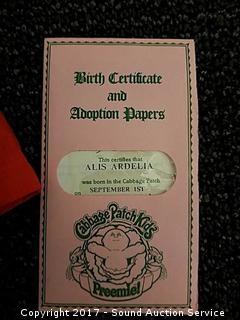 Birth Certificate
and
Adoption Papers
This certifies that
ALIS ARDELIA
was born in the Cabbage Patch
on SEPTEMBER 1ST
Cabbage Patch Kids
Preemie!
Copyright 2017 - Sound Auction Service